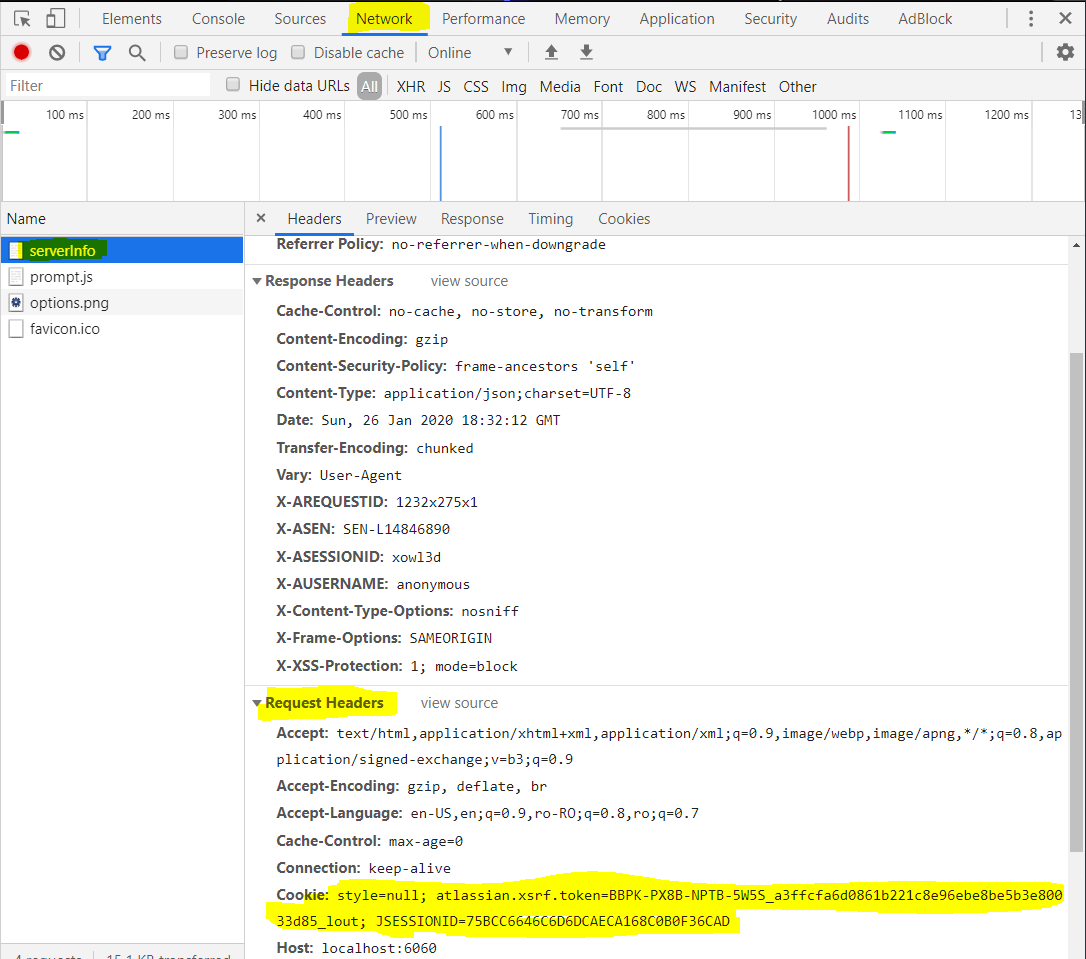 Elements Console Sources Network Performance Memory Application Security Audits AdBlock
Preserve log Disable cache Online
Filter Hide data URLs All XHR JS CSS Img Media Font Doc WS Manifest Other
100 ms 200 ms 300 ms 400 ms 500 ms 600 ms 700 ms 800 ms 900 ms 1000 ms 1100 ms 1200 ms 13
Name
serverInfo
prompt.js
options.png
favicon.ico
4 requests 15.1 KB transferred
× Headers Preview Response Timing Cookies
Referrer Policy: no-referrer-when-downgrade
Response Headers view source
Cache-Control: no-cache, no-store, no-transform
Content-Encoding: gzip
Content-Security-Policy: frame-ancestors 'self'
Content-Type: application/json;charset=UTF-8
Date: Sun, 26 Jan 2020 18:32:12 GMT
Transfer-Encoding: chunked
Vary: User-Agent
X-AREQUESTID: 1232x275x1
X-ASEN: SEN-L14846890
X-ASESSIONID: xowl3d
X-AUSERNAME: anonymous
X-Content-Type-Options: nosniff
X-Frame-Options: SAMEORIGIN
X-XSS-Protection: 1; mode=block
Request Headers view source
Accept: text/html,application/xhtml+xml,application/xml;q=0.9,image/webp,image/apng,*/*;q=0.8,ap
plication/signed-exchange;v=b3;q=0.9
Accept-Encoding: gzip, deflate, br
Accept-Language: en-US,en;q=0.9,ro-RO;q=0.8,ro;q=0.7
Cache-Control: max-age=0
Connection: keep-alive
Cookie: style=null; atlassian.xsrf.token=BBPK-PX8B-NPTB-5W5S_a3ffcfa6d0861b221c8e96ebe8be5b3e800
33d85_lout; JSESSIONID=75BCC6646C6D6DCAECA168C0B0F36CAD
Host: localhost:6060